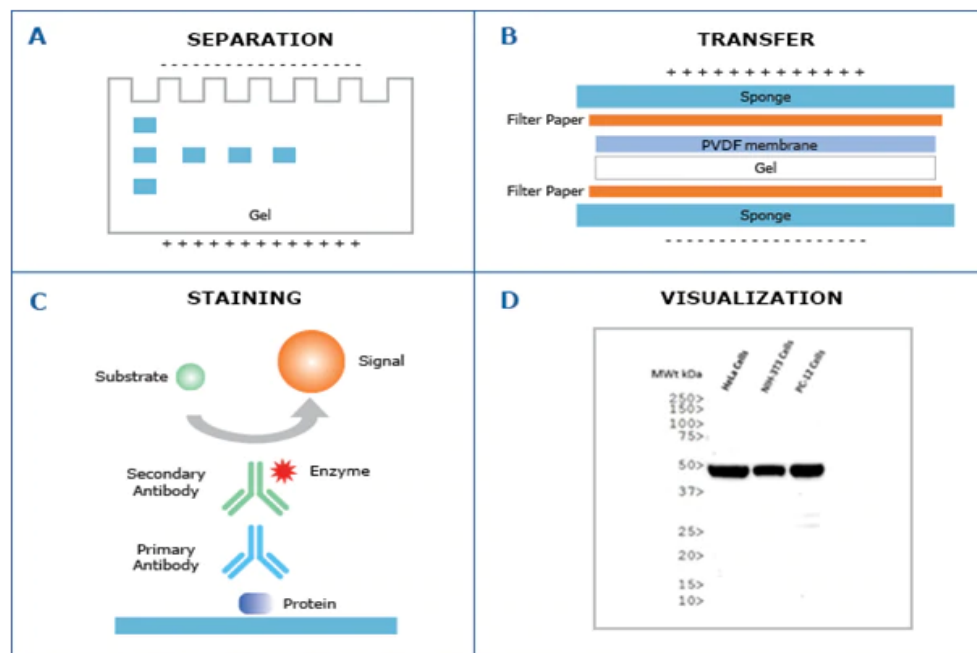 A
SEPARATION
- - - - - - - - - - - - - - - - - -
Gel
+ + + + + + + + + + + + +
B
TRANSFER
+ + + + + + + + + + + + +
Sponge
Filter Paper
PVDF membrane
Gel
Filter Paper
Sponge
- - - - - - - - - - - - - - - - - -
C
STAINING
Substrate
Signal
Secondary
Antibody
Enzyme
Primary
Antibody
Protein
D
VISUALIZATION
MWt kDa
HeLa Cells
NIH-3T3 Cells
PC-12 Cells
250>
150>
100>
75>
50>
37>
25>
20>
15>
10>